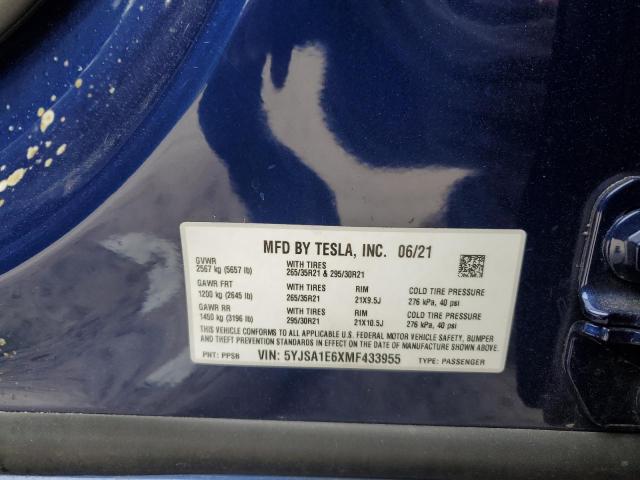 MFD BY TESLA, INC. 06/21
GVWR WITH TIRES
2567 kg (5657 lb) 265/35R21 & 295/30R21
GAWR FRT WITH TIRES RIM COLD TIRE PRESSURE
1200 kg (2645 lb) 265/35R21 21X9.5J 276 kPa, 40 psi
GAWR RR WITH TIRES RIM COLD TIRE PRESSURE
1450 kg (3196 lb) 295/30R21 21X10.5J 276 kPa, 40 psi
THIS VEHICLE CONFORMS TO ALL APPLICABLE U.S. FEDERAL MOTOR VEHICLE SAFETY, BUMPER
AND THEFT PREVENTION STANDARDS IN EFFECT ON THE DATE OF MANUFACTURE SHOWN ABOVE.
PNT: PPSB VIN: 5YJSA1E6XMF433955 TYPE: PASSENGER